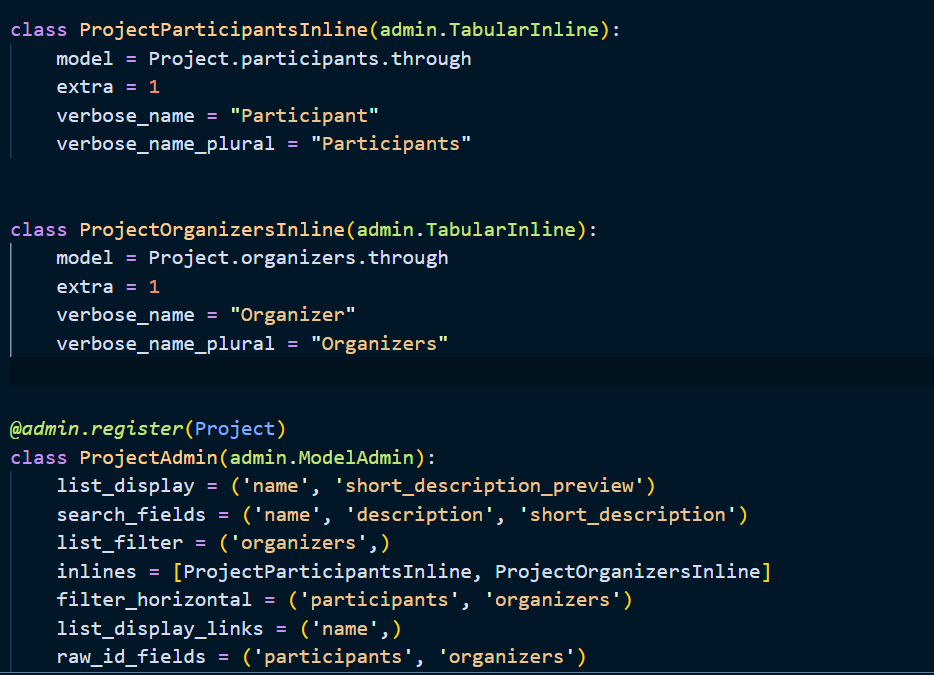 class ProjectParticipantsInline(admin.TabularInline):
    model = Project.participants.through
    extra = 1
    verbose_name = "Participant"
    verbose_name_plural = "Participants"
class ProjectOrganizersInline(admin.TabularInline):
    model = Project.organizers.through
    extra = 1
    verbose_name = "Organizer"
    verbose_name_plural = "Organizers"
@admin.register(Project)
class ProjectAdmin(admin.ModelAdmin):
    list_display = ('name', 'short_description_preview')
    search_fields = ('name', 'description', 'short_description')
    list_filter = ('organizers',)
    inlines = [ProjectParticipantsInline, ProjectOrganizersInline]
    filter_horizontal = ('participants', 'organizers')
    list_display_links = ('name',)
    raw_id_fields = ('participants', 'organizers')